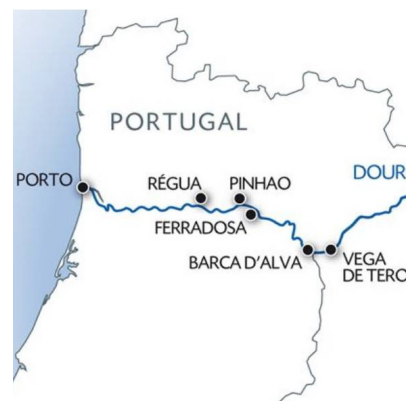 PORTUGAL
DOUR
PORTO
RÉGUA
PINHAO
FERRADOSA
BARCA D'ALVA
VEGA
DE TERO